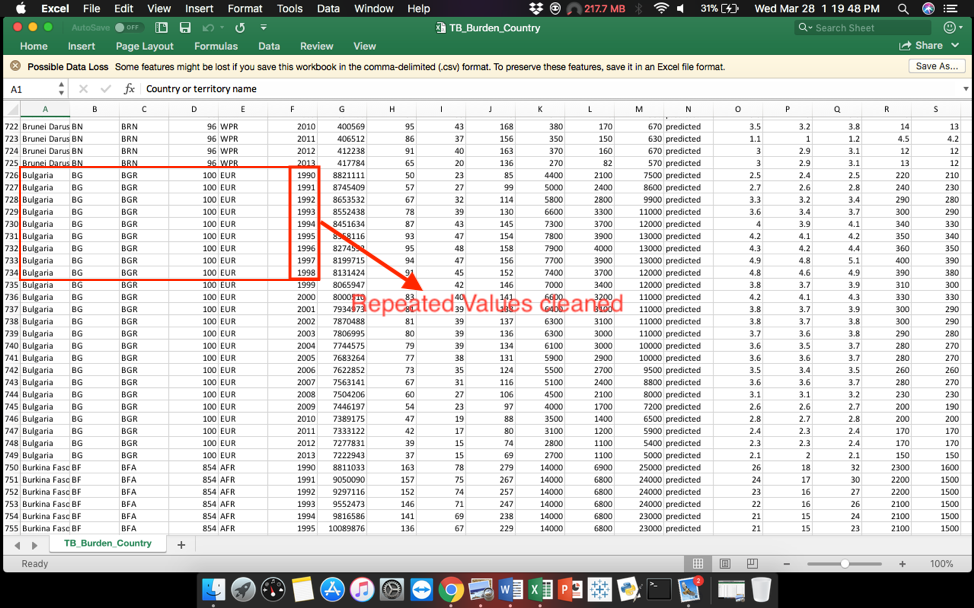 Excel File Edit View Insert Format Tools Data Window Help 217.7 MB 31% Wed Mar 28 1 19 48 PM
AutoSave OFF TB_Burden_Country Search Sheet
Home Insert Page Layout Formulas Data Review View Share
Possible Data Loss Some features might be lost if you save this workbook in the comma-delimited (.csv) format. To preserve these features, save it in an Excel file format. Save As...
A1 fx Country or territory name
A B C D E F G H I J K L M N O P Q R S
722 Brunei Darus BN BRN 96 WPR 2010 400569 95 43 168 380 170 670 predicted 3.5 3.2 3.8 14 13
723 Brunei Darus BN BRN 96 WPR 2011 406512 86 37 156 350 150 630 predicted 1.1 1 1.2 4.5 4.2
724 Brunei Darus BN BRN 96 WPR 2012 412238 91 40 163 370 160 670 predicted 3 2.9 3.1 12 12
725 Brunei Darus BN BRN 96 WPR 2013 417784 65 20 136 270 82 570 predicted 3 2.9 3.1 13 12
726 Bulgaria BG BGR 100 EUR 1990 8821111 50 23 85 4400 2100 7500 predicted 2.5 2.4 2.5 220 210
727 Bulgaria BG BGR 100 EUR 1991 8745409 57 27 99 5000 2400 8600 predicted 2.7 2.6 2.8 240 230
728 Bulgaria BG BGR 100 EUR 1992 8653532 67 32 114 5800 2800 9900 predicted 3.3 3.2 3.4 290 280
729 Bulgaria BG BGR 100 EUR 1993 8552438 78 39 130 6600 3300 11000 predicted 3.6 3.4 3.7 300 290
730 Bulgaria BG BGR 100 EUR 1994 8451634 87 43 145 7300 3700 12000 predicted 4 3.9 4.1 340 330
731 Bulgaria BG BGR 100 EUR 1995 8358116 93 47 154 7800 3900 13000 predicted 4.2 4.1 4.2 350 340
732 Bulgaria BG BGR 100 EUR 1996 95 48 158 7900 4000 13000 predicted 4.3 4.2 4.4 360 350
733 Bulgaria BG BGR 100 EUR 1997 8199715 94 47 156 7700 3900 13000 predicted 4.9 4.8 5.1 400 390
734 Bulgaria BG BGR 100 EUR 1998 8131424 91 45 152 7400 3700 12000 predicted 4.8 4.6 4.9 390 380
735 Bulgaria BG BGR 100 EUR 1999 8065947 42 146 7000 3400 12000 predicted 3.8 3.7 3.9 310 300
736 Bulgaria BG BGR 100 EUR 2000 8000510 83 40 141 6600 3200 11000 predicted 4.2 4.1 4.3 330 330
Repeated Values cleaned
737 Bulgaria BG BGR 100 EUR 2001 7934973 81 39 138 6400 3100 11000 predicted 3.8 3.7 3.9 300 290
738 Bulgaria BG BGR 100 EUR 2002 7870488 81 39 137 6300 3100 11000 predicted 3.8 3.7 3.8 300 290
739 Bulgaria BG BGR 100 EUR 2003 7806995 80 39 136 6300 3000 11000 predicted 3.7 3.6 3.8 290 280
740 Bulgaria BG BGR 100 EUR 2004 7744575 79 39 134 6100 3000 10000 predicted 3.6 3.5 3.7 280 270
741 Bulgaria BG BGR 100 EUR 2005 7683264 77 38 131 5900 2900 10000 predicted 3.6 3.6 3.7 280 270
742 Bulgaria BG BGR 100 EUR 2006 7622852 73 35 124 5500 2700 9500 predicted 3.5 3.4 3.5 260 260
743 Bulgaria BG BGR 100 EUR 2007 7563141 67 31 116 5100 2400 8800 predicted 3.6 3.6 3.7 280 270
744 Bulgaria BG BGR 100 EUR 2008 7504206 60 27 106 4500 2100 8000 predicted 3.1 3.1 3.2 230 230
745 Bulgaria BG BGR 100 EUR 2009 7446197 54 23 97 4000 1700 7200 predicted 2.6 2.6 2.7 200 190
746 Bulgaria BG BGR 100 EUR 2010 7389175 47 19 88 3500 1400 6500 predicted 2.8 2.7 2.8 200 200
747 Bulgaria BG BGR 100 EUR 2011 7333122 42 17 80 3100 1200 5900 predicted 2.4 2.3 2.4 170 170
748 Bulgaria BG BGR 100 EUR 2012 7277831 39 15 74 2800 1100 5400 predicted 2.3 2.3 2.4 170 170
749 Bulgaria BG BGR 100 EUR 2013 7222943 37 15 69 2700 1100 5000 predicted 2.1 2 2.1 150 150
750 Burkina Faso BF BFA 854 AFR 1990 8811033 163 78 279 14000 6900 25000 predicted 26 18 32 2300 1600
751 Burkina Faso BF BFA 854 AFR 1991 9050090 157 75 267 14000 6800 24000 predicted 24 17 30 2200 1500
752 Burkina Faso BF BFA 854 AFR 1992 9297116 152 74 257 14000 6800 24000 predicted 23 16 27 2200 1500
753 Burkina Faso BF BFA 854 AFR 1993 9552473 146 71 247 14000 6800 24000 predicted 22 16 26 2100 1500
754 Burkina Faso BF BFA 854 AFR 1994 9816586 141 69 238 14000 6800 23000 predicted 21 15 24 2100 1500
755 Burkina Faso BF BFA 854 AFR 1995 10089876 136 67 229 14000 6800 23000 predicted 21 15 23 2100 1500
TB_Burden_Country +
Ready 100%